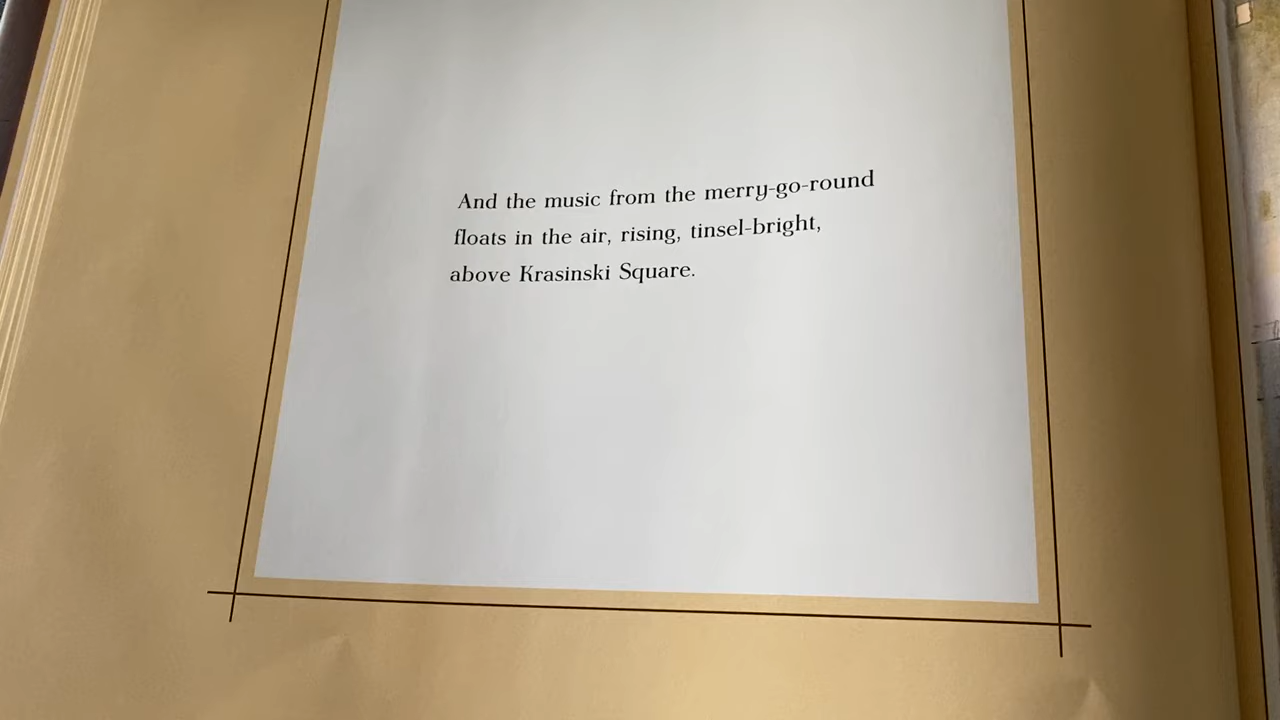 And the music from the merry-go-round
floats in the air, rising, tinsel-bright,
above Krasinski Square.